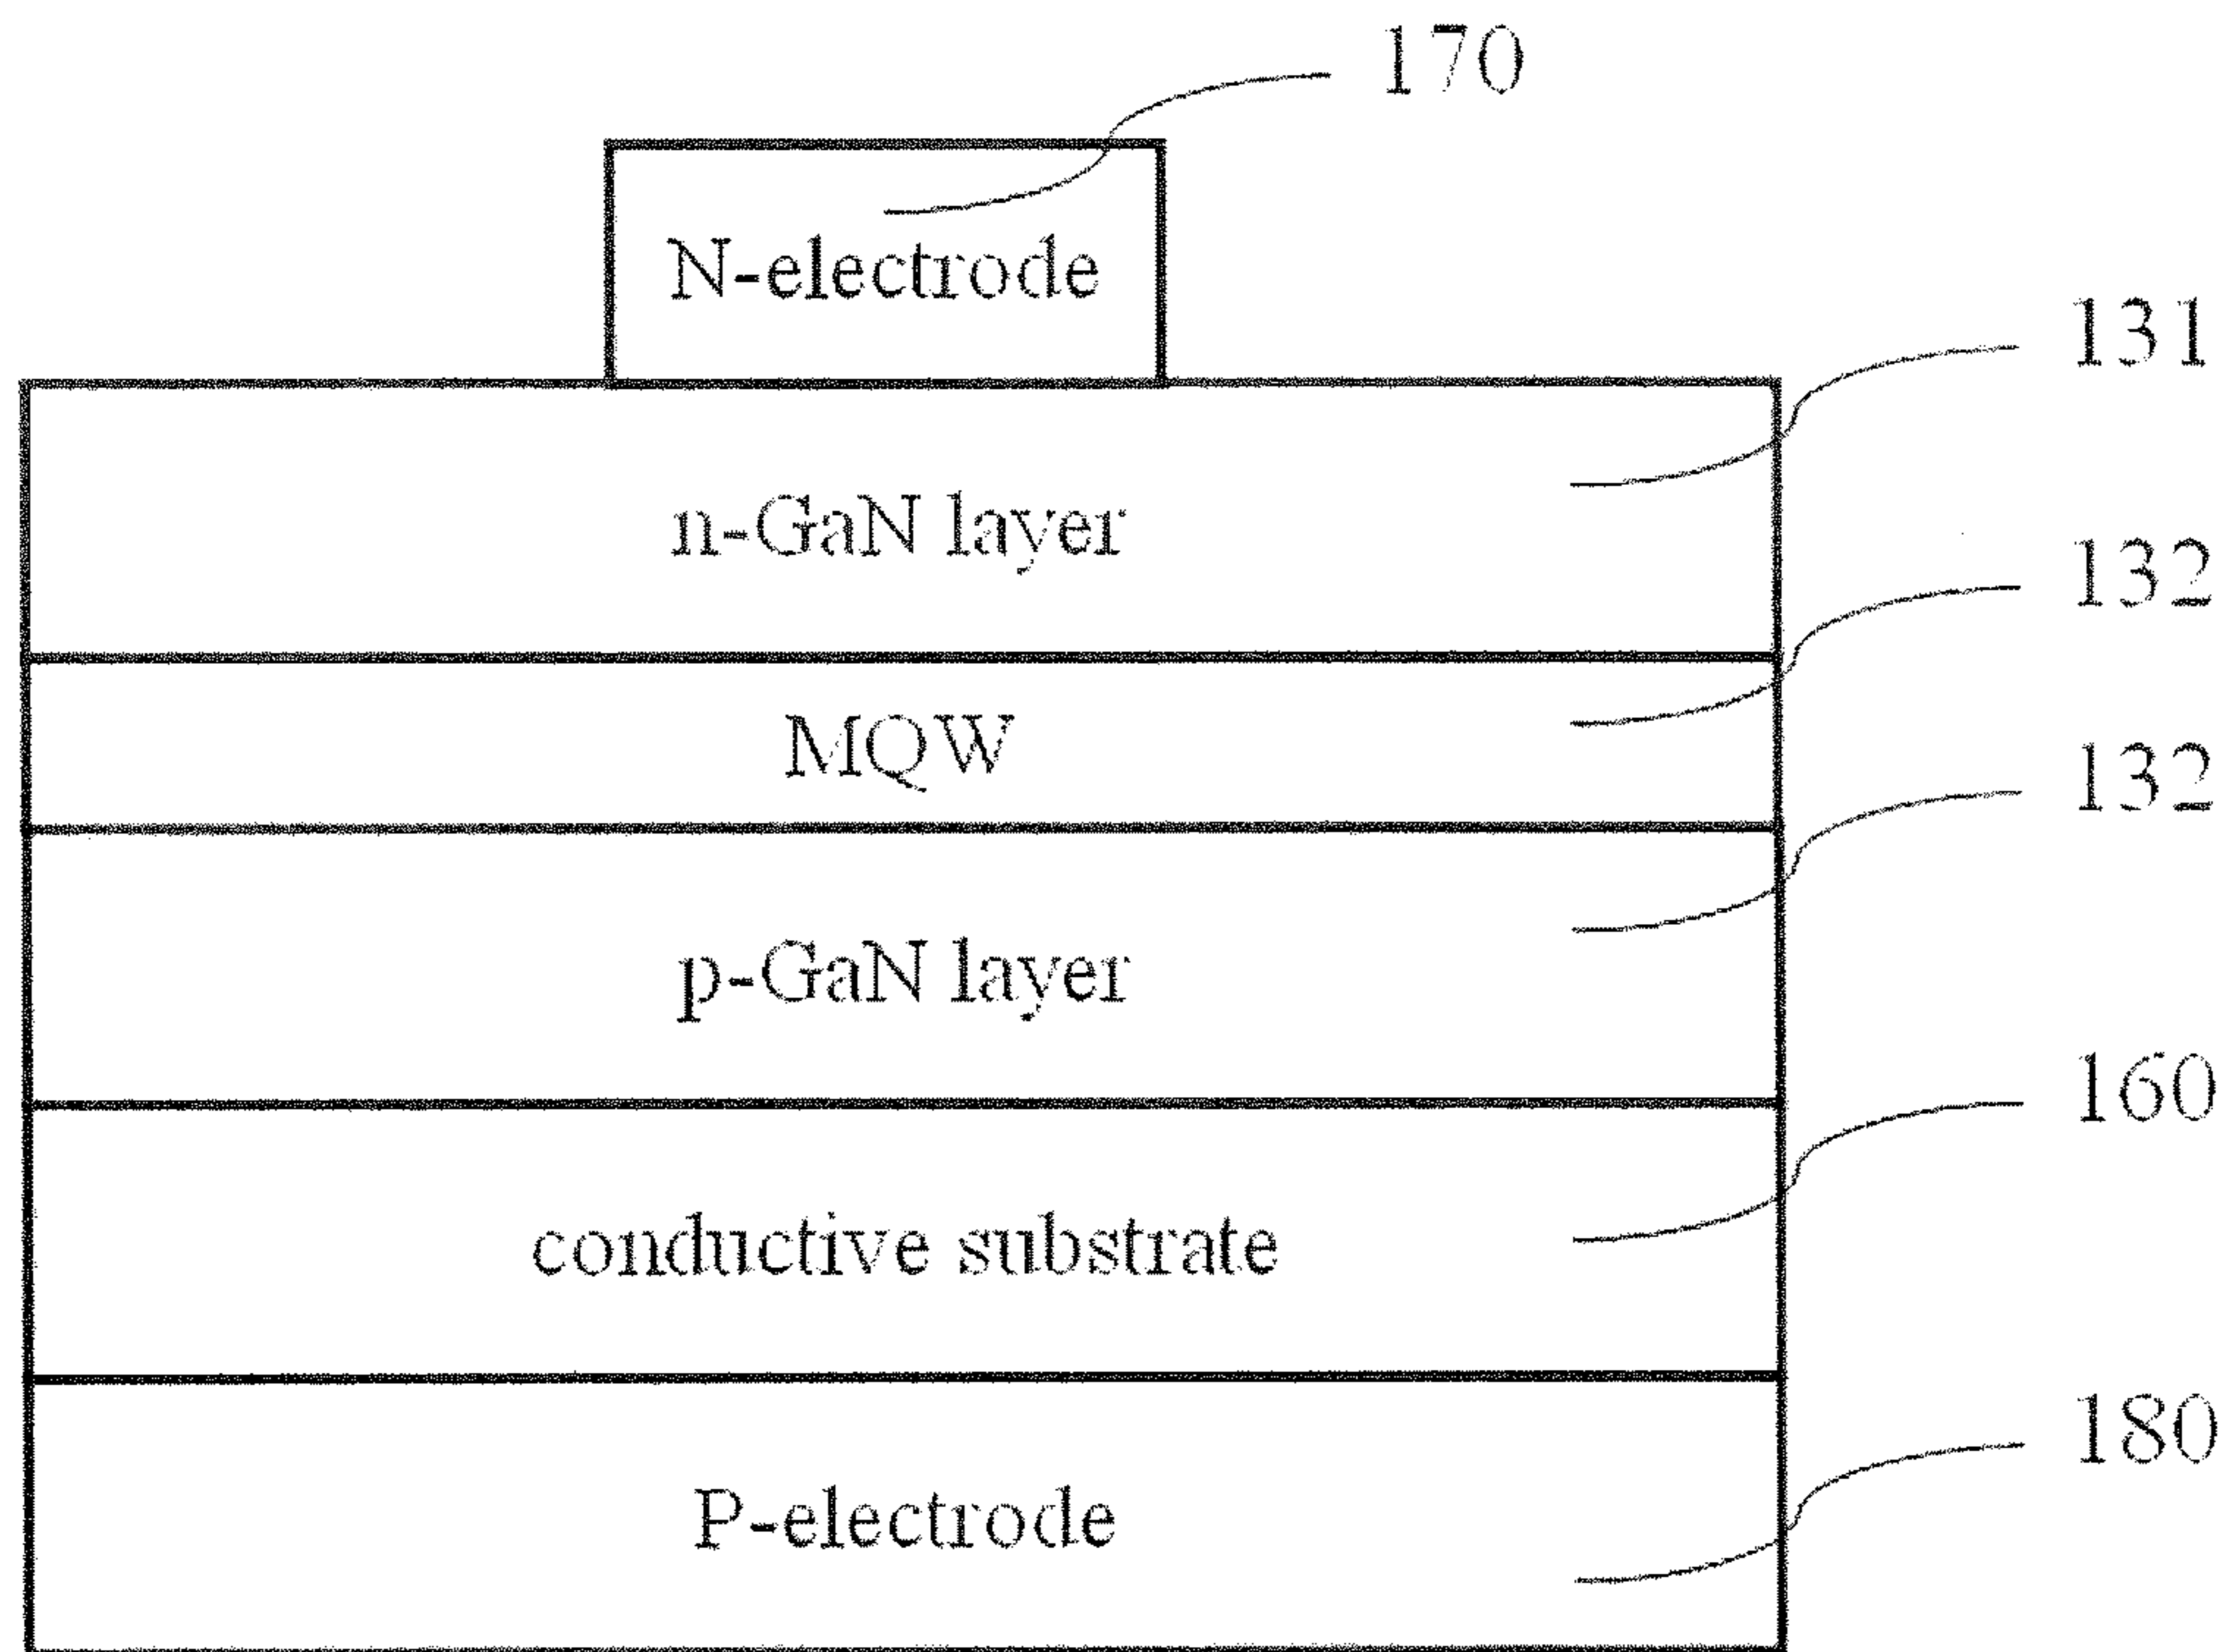 170
N-electrode
131
n-GaN layer
132
MQW
132
p-GaN layer
160
conductive substrate
180
P-electrode